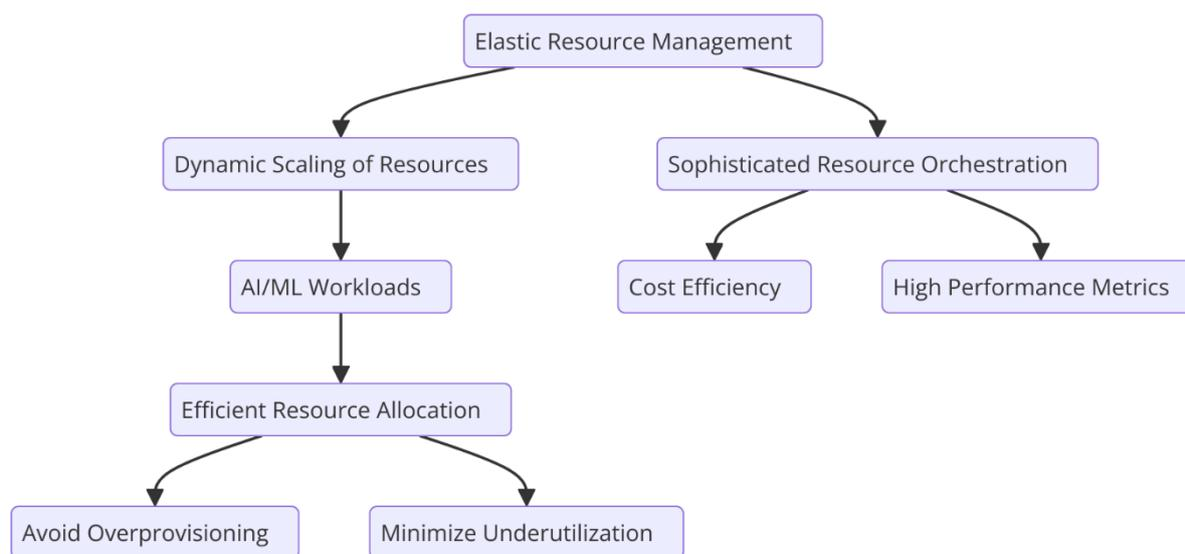 Elastic Resource Management
Dynamic Scaling of Resources
Sophisticated Resource Orchestration
AI/ML Workloads
Cost Efficiency
High Performance Metrics
Efficient Resource Allocation
Avoid Overprovisioning
Minimize Underutilization